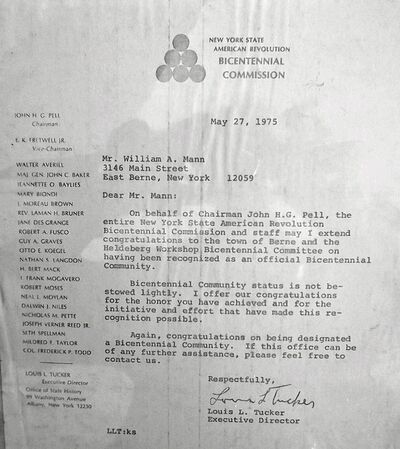 NEW YORK STATE
AMERICAN REVOLUTION
BICENTENNIAL
COMMISSION
May 27, 1975
JOHN H. G. PELL
Chairman
E. K. FRETWELL JR.
Vice-Chairman
WALTER AVERILL
MAJ GEN JOHN C. BAKER
JEANNETTE O. BAYLIES
MARY BIONDI
J. MOREAU BROWN
REV. LAMAN H. BRUNER
JANE DES GRANGE
ROBERT A. FUSCO
GUY A. GRAVES
OTTO E. KOEGEL
NATHAN S. LANGDON
H. BERT MACK
J. FRANK MOGAVERO
ROBERT MOSES
NEAL L. MOYLAN
DALWIN J. NILES
NICHOLAS M. PETTE
JOSEPH VERNER REED JR.
SETH SPELLMAN
MILDRED F. TAYLOR
COL. FREDERICK P. TODD
LOUIS L. TUCKER
Executive Director
Office of State History
99 Washington Avenue
Albany, New York 12230
Mr. William A. Mann
3146 Main Street
East Berne, New York 12059
Dear Mr. Mann:
On behalf of Chairman John H.G. Pell, the
entire New York State American Revolution
Bicentennial Commission and staff may I extend
congratulations to the town of Berne and the
Heldeberg Workshop Bicentennial Committee on
having been recognized as an official Bicentennial
Community.
Bicentennial Community status is not be-
stowed lightly. I offer our congratulations
for the honor you have achieved and for the
initiative and effort that have made this re-
cognition possible.
Again, congratulations on being designated
a Bicentennial Community. If this office can be
of any further assistance, please feel free to
contact us.
Respectfully,
Louis L Tucker
Louis L. Tucker
Executive Director
LLT:ks